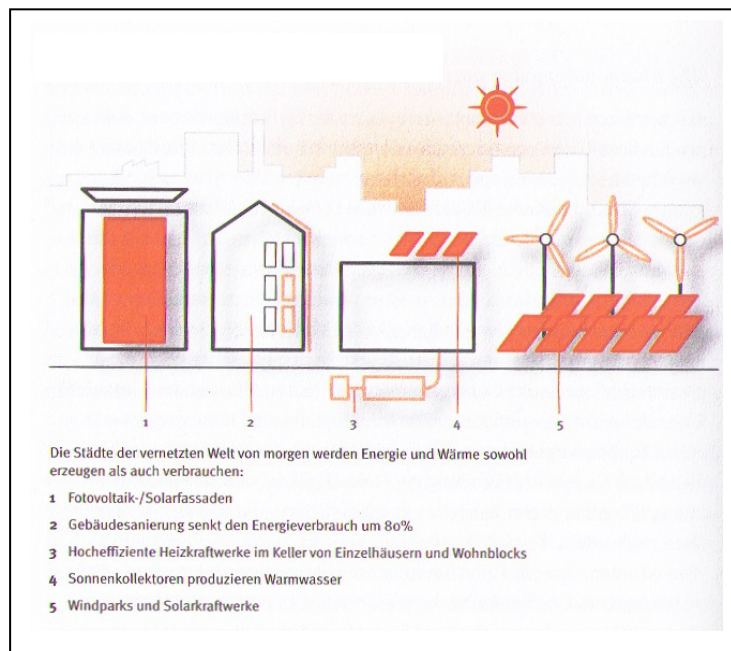 1 2 3 4 5
Die Städte der vernetzten Welt von morgen werden Energie und Wärme sowohl
erzeugen als auch verbrauchen:
1 Fotovoltaik-/Solarfassaden
2 Gebäudesanierung senkt den Energieverbrauch um 80%
3 Hocheffiziente Heizkraftwerke im Keller von Einzelhäusern und Wohnblocks
4 Sonnenkollektoren produzieren Warmwasser
5 Windparks und Solarkraftwerke